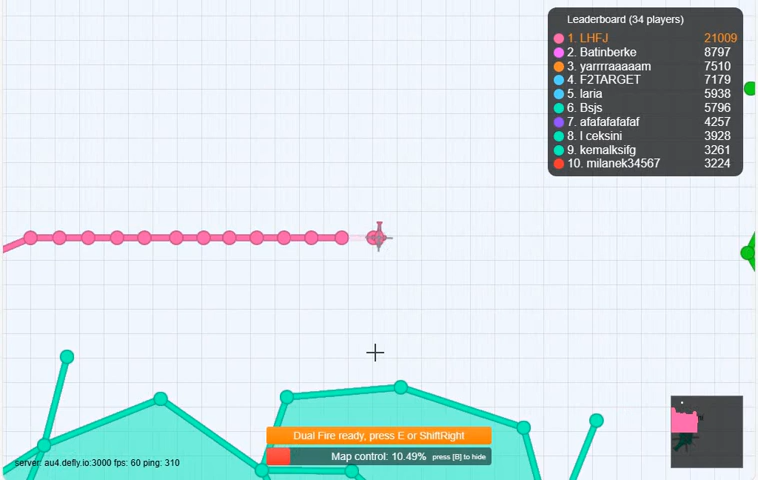 Leaderboard (34 players)
1. LHFJ 21009
2. Batinberke 8797
3. yarrrraaaaam 7510
4. F2TARGET 7179
5. laria 5938
6. Bsjs 5796
7. afafafafafaf 4257
8. I ceksini 3928
9. kemalksifg 3261
10. milanek34567 3224
Dual Fire ready, press E or ShiftRight
Map control: 10.49% press [B] to hide
server: au4.defly.io:3000 fps: 60 ping: 310